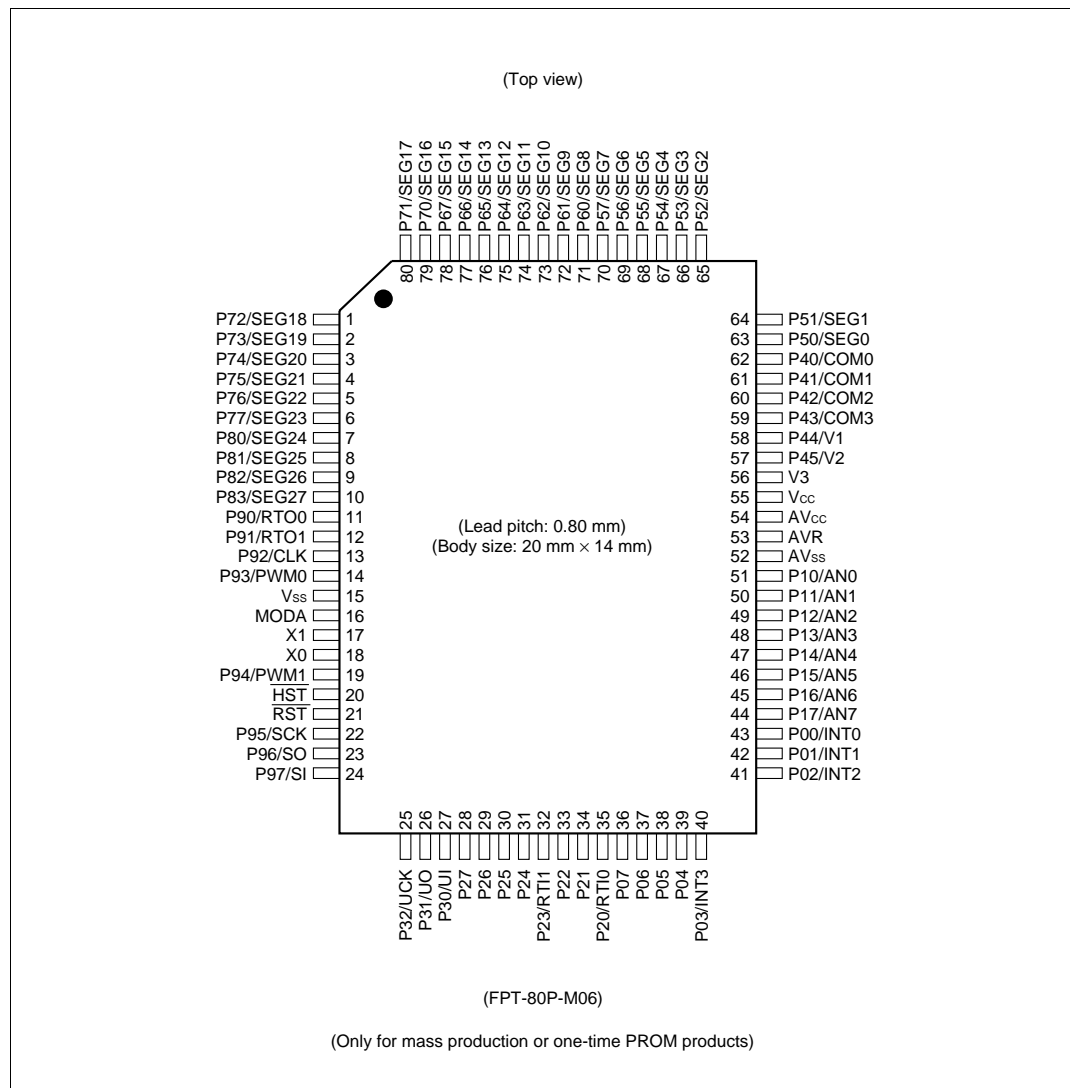 (Top view)
P71/SEG17
P70/SEG16
P67/SEG15
P66/SEG14
P65/SEG13
P64/SEG12
P63/SEG11
P62/SEG10
P61/SEG9
P60/SEG8
P57/SEG7
P56/SEG6
P55/SEG5
P54/SEG4
P53/SEG3
P52/SEG2
80 79 78 77 76 75 74 73 72 71 70 69 68 67 66 65
P72/SEG18 1 64 P51/SEG1
P73/SEG19 2 63 P50/SEG0
P74/SEG20 3 62 P40/COM0
P75/SEG21 4 61 P41/COM1
P76/SEG22 5 60 P42/COM2
P77/SEG23 6 59 P43/COM3
P80/SEG24 7 58 P44/V1
P81/SEG25 8 57 P45/V2
P82/SEG26 9 56 V3
P83/SEG27 10 55 Vcc
P90/RTO0 11 54 AVcc
P91/RTO1 12 53 AVR
P92/CLK 13 52 AVss
P93/PWM0 14 51 P10/AN0
Vss 15 50 P11/AN1
MODA 16 49 P12/AN2
X1 17 48 P13/AN3
X0 18 47 P14/AN4
P94/PWM1 19 46 P15/AN5
HST 20 45 P16/AN6
RST 21 44 P17/AN7
P95/SCK 22 43 P00/INT0
P96/SO 23 42 P01/INT1
P97/SI 24 41 P02/INT2
(Lead pitch: 0.80 mm)
(Body size: 20 mm × 14 mm)
25 26 27 28 29 30 31 32 33 34 35 36 37 38 39 40
P32/UCK
P31/UO
P30/UI
P27
P26
P25
P24
P23/RTI1
P22
P21
P20/RTI0
P07
P06
P05
P04
P03/INT3
(FPT-80P-M06)
(Only for mass production or one-time PROM products)